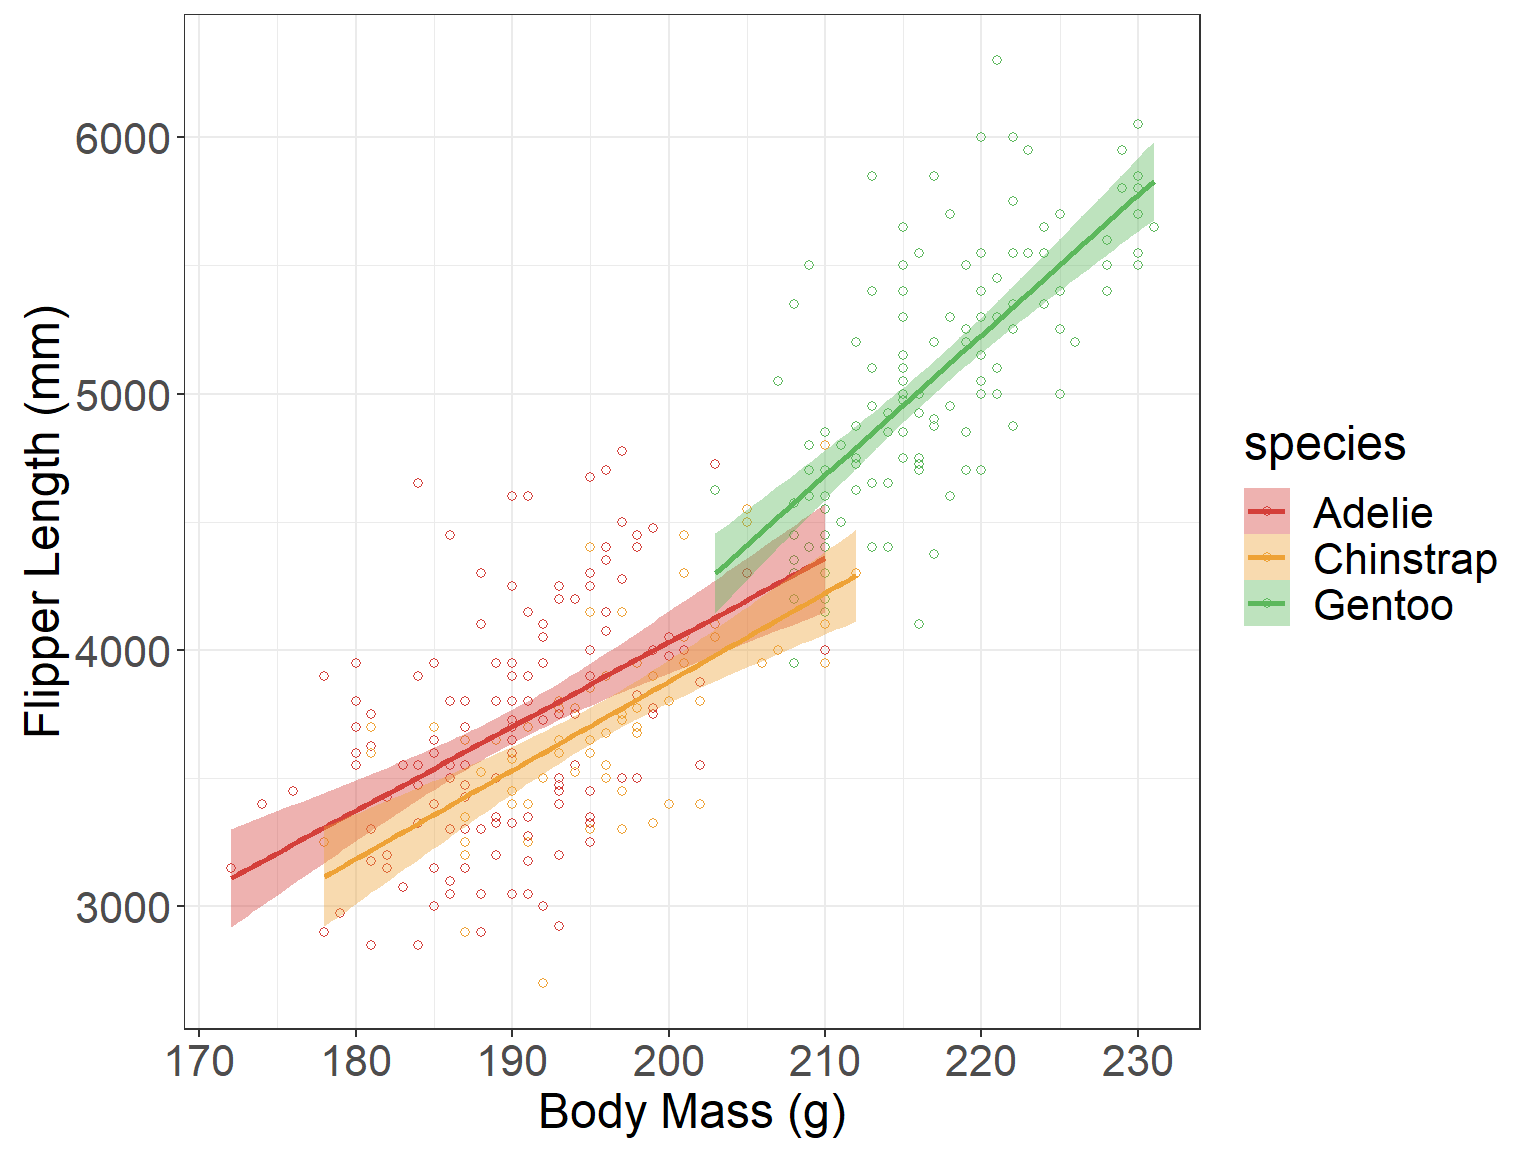 Flipper Length (mm)
6000
5000
4000
3000
170 180 190 200 210 220 230
Body Mass (g)
species
Adelie
Chinstrap
Gentoo